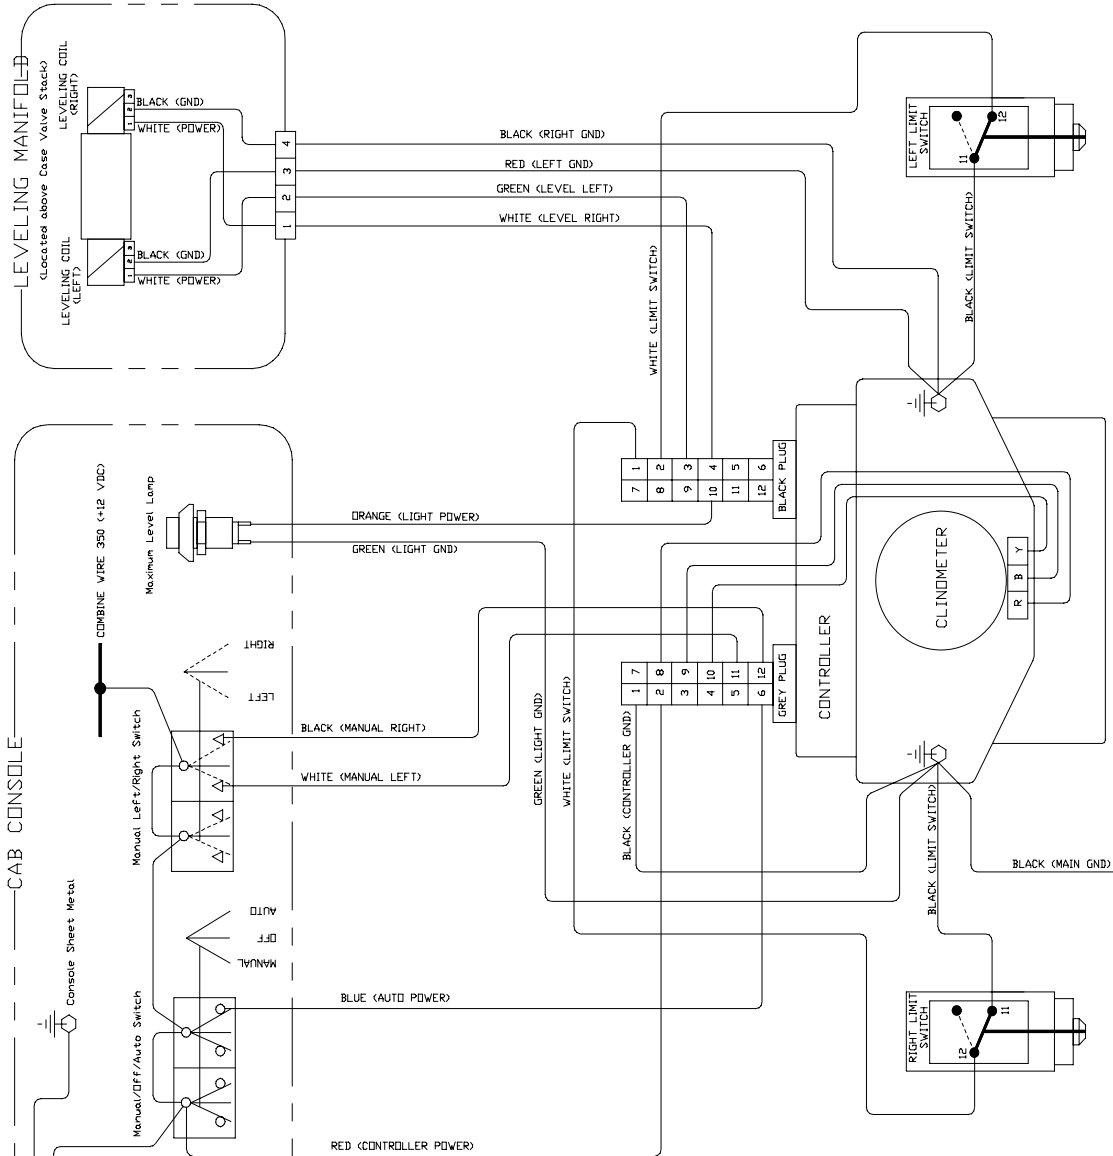 LEVELING MANIFOLD
(Located above Case Valve Stack)
LEVELING COIL
(RIGHT)
3
2
1
BLACK (GND)
WHITE (POWER)
LEVELING COIL
(LEFT)
3
2
1
BLACK (GND)
WHITE (POWER)
4
3
2
1
BLACK (RIGHT GND)
RED (LEFT GND)
GREEN (LEVEL LEFT)
WHITE (LEVEL RIGHT)
WHITE (LIMIT SWITCH)
LEFT LIMIT
SWITCH
12
11
BLACK (LIMIT SWITCH)
CAB CONSOLE
COMBINE WIRE 350 (+12 VDC)
Maximum Level Lamp
ORANGE (LIGHT POWER)
GREEN (LIGHT GND)
1 2 3 4 5 6
7 8 9 10 11 12
BLACK PLUG
CONTROLLER
CLINOMETER
Y
B
R
RIGHT
LEFT
Manual Left/Right Switch
BLACK (MANUAL RIGHT)
WHITE (MANUAL LEFT)
7 8 9 10 11 12
1 2 3 4 5 6
GREY PLUG
GREEN (LIGHT GND)
WHITE (LIMIT SWITCH)
BLACK (CONTROLLER GND)
BLACK (LIMIT SWITCH)
BLACK (MAIN GND)
Console Sheet Metal
AUTO
OFF
MANUAL
Manual/Off/Auto Switch
BLUE (AUTO POWER)
RED (CONTROLLER POWER)
RIGHT LIMIT
SWITCH
11
12